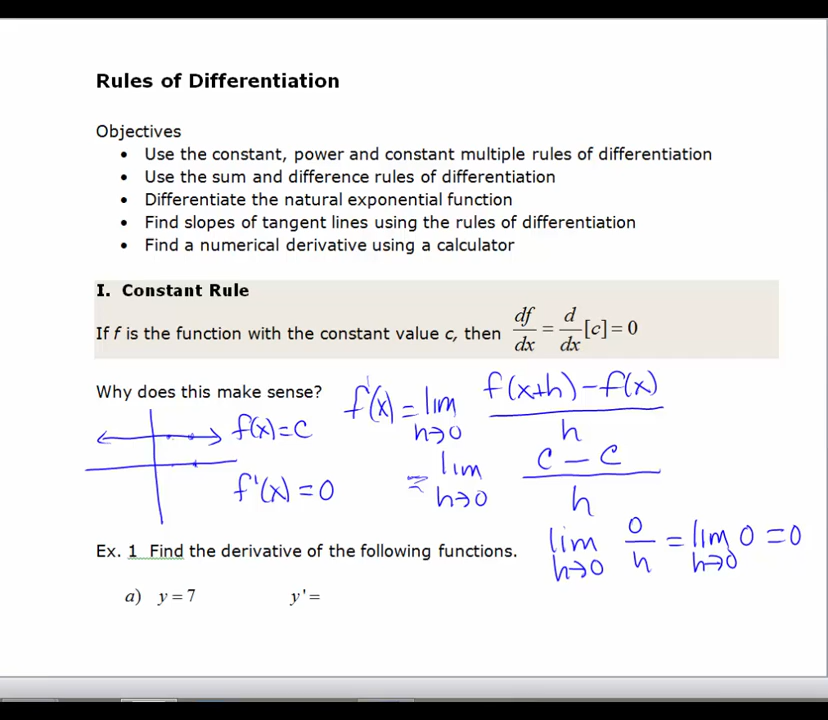 Rules of Differentiation
Objectives
• Use the constant, power and constant multiple rules of differentiation
• Use the sum and difference rules of differentiation
• Differentiate the natural exponential function
• Find slopes of tangent lines using the rules of differentiation
• Find a numerical derivative using a calculator
I. Constant Rule
If f is the function with the constant value c, then df/dx = d/dx [c] = 0
Why does this make sense?
f(x) = c
f'(x) = 0
f'(x) = lim h→0 (f(x+h) − f(x))/h
= lim h→0 (c − c)/h
lim h→0 0/h = lim h→0 0 = 0
Ex. 1 Find the derivative of the following functions.
a) y = 7 y' =